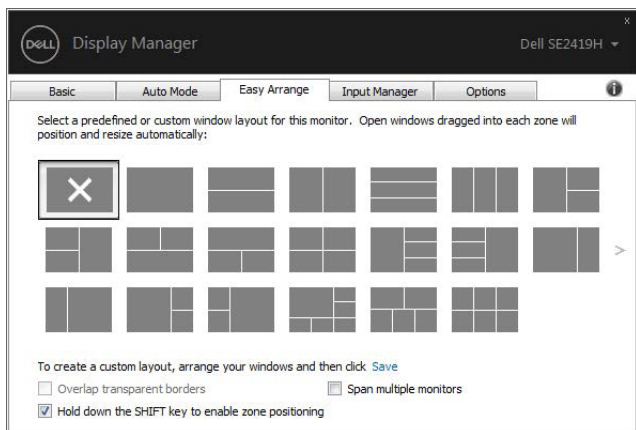 x
DELL Display Manager Dell SE2419H
Basic Auto Mode Easy Arrange Input Manager Options
Select a predefined or custom window layout for this monitor. Open windows dragged into each zone will
position and resize automatically:
>
To create a custom layout, arrange your windows and then click Save
Overlap transparent borders Span multiple monitors
Hold down the SHIFT key to enable zone positioning